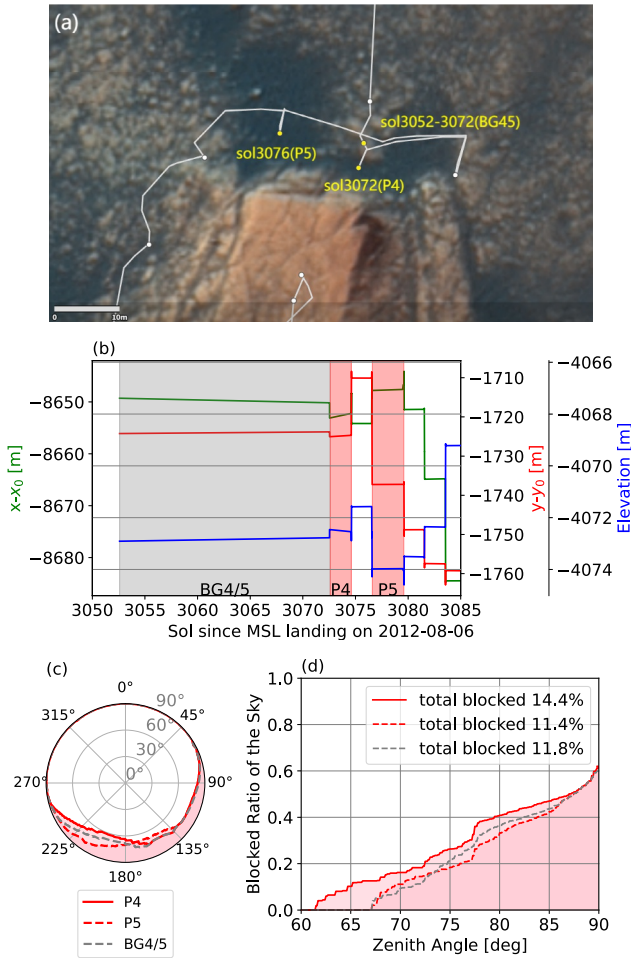 (a)
sol3052-3072(BG45)
sol3076(P5)
sol3072(P4)
0 10m
(b)
−8650
−8660
−8670
−8680
x-x0 [m]
−1710
−1720
−1730
−1740
−1750
−1760
y-y0 [m]
−4066
−4068
−4070
−4072
−4074
Elevation [m]
BG4/5 P4 P5
3050 3055 3060 3065 3070 3075 3080 3085
Sol since MSL landing on 2012-08-06
(c)
0°
45°
90°
135°
180°
225°
270°
315°
90°
60°
30°
0°
P4
P5
BG4/5
(d)
total blocked 14.4%
total blocked 11.4%
total blocked 11.8%
1.0
0.8
0.6
0.4
0.2
0.0
Blocked Ratio of the Sky
60 65 70 75 80 85 90
Zenith Angle [deg]